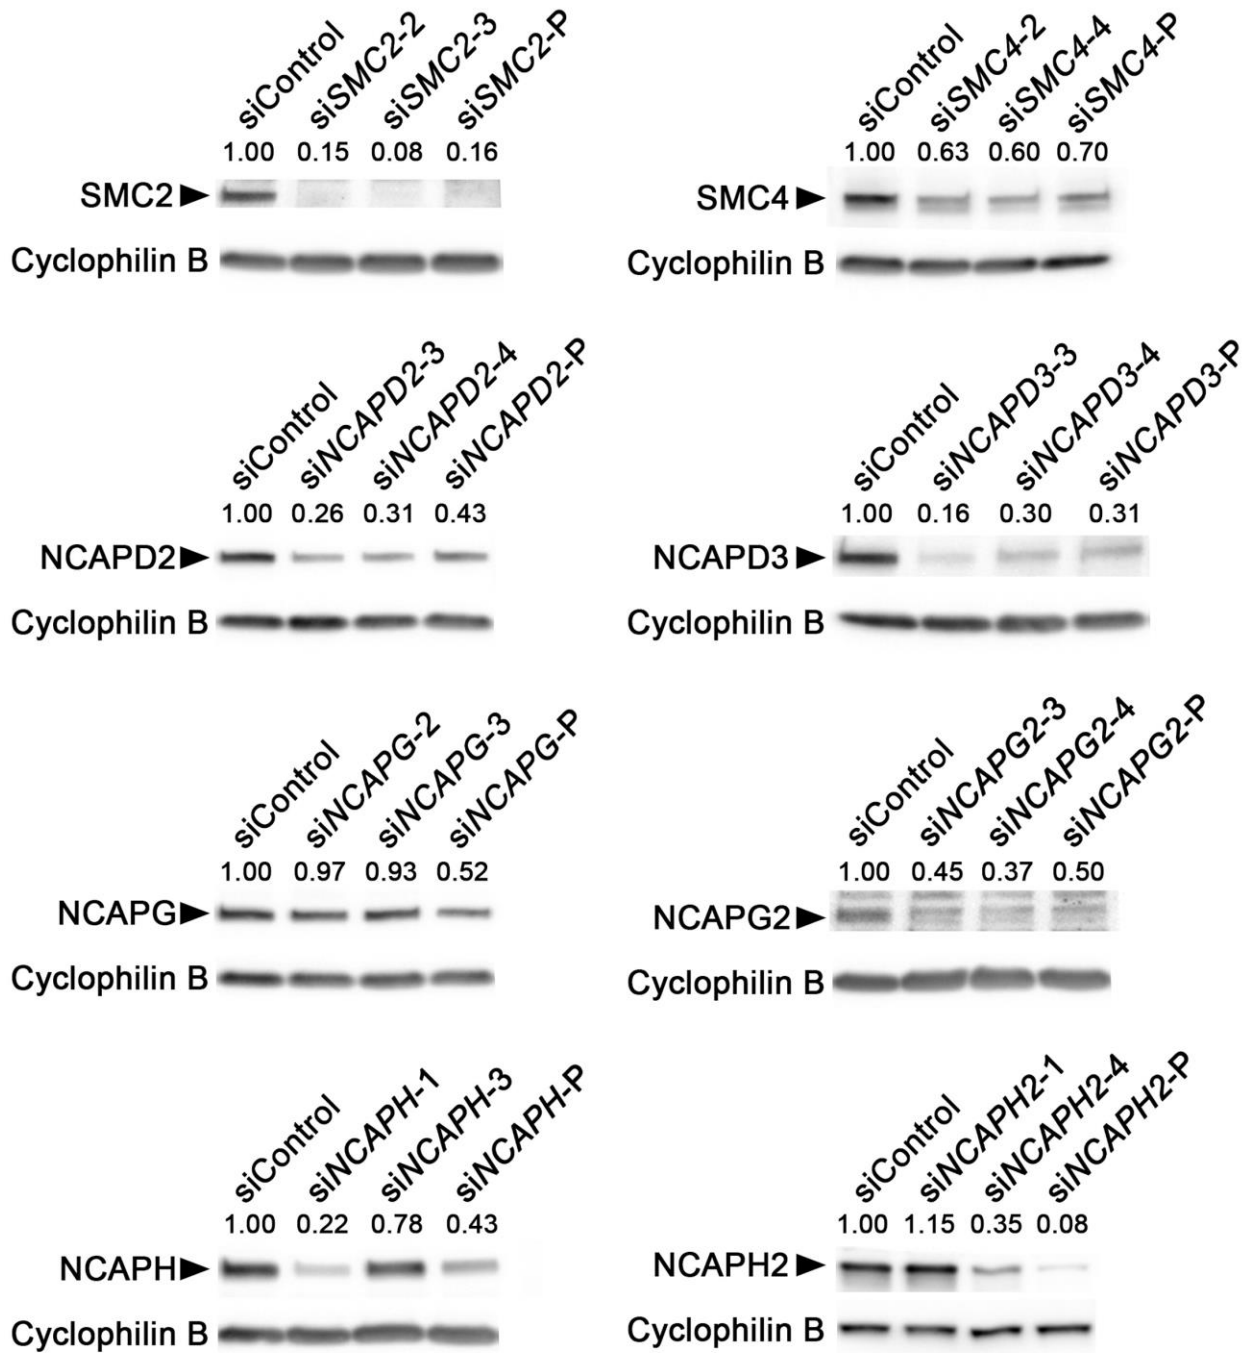 siControl siSMC2-2 siSMC2-3 siSMC2-P
1.00 0.15 0.08 0.16
SMC2
Cyclophilin B
siControl siSMC4-2 siSMC4-4 siSMC4-P
1.00 0.63 0.60 0.70
SMC4
Cyclophilin B
siControl siNCAPD2-3 siNCAPD2-4 siNCAPD2-P
1.00 0.26 0.31 0.43
NCAPD2
Cyclophilin B
siControl siNCAPD3-3 siNCAPD3-4 siNCAPD3-P
1.00 0.16 0.30 0.31
NCAPD3
Cyclophilin B
siControl siNCAPG-2 siNCAPG-3 siNCAPG-P
1.00 0.97 0.93 0.52
NCAPG
Cyclophilin B
siControl siNCAPG2-3 siNCAPG2-4 siNCAPG2-P
1.00 0.45 0.37 0.50
NCAPG2
Cyclophilin B
siControl siNCAPH-1 siNCAPH-3 siNCAPH-P
1.00 0.22 0.78 0.43
NCAPH
Cyclophilin B
siControl siNCAPH2-1 siNCAPH2-4 siNCAPH2-P
1.00 1.15 0.35 0.08
NCAPH2
Cyclophilin B